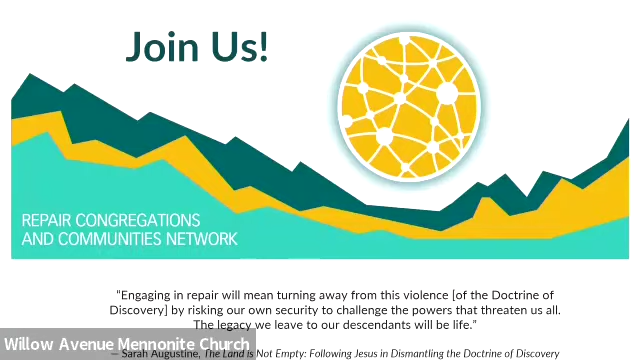 Join Us!
REPAIR CONGREGATIONS
AND COMMUNITIES NETWORK
"Engaging in repair will mean turning away from this violence [of the Doctrine of
Discovery] by risking our own security to challenge the powers that threaten us all.
The legacy we leave to our descendants will be life."
Willow Avenue Mennonite Church
— Sarah Augustine, The Land is Not Empty: Following Jesus in Dismantling the Doctrine of Discovery